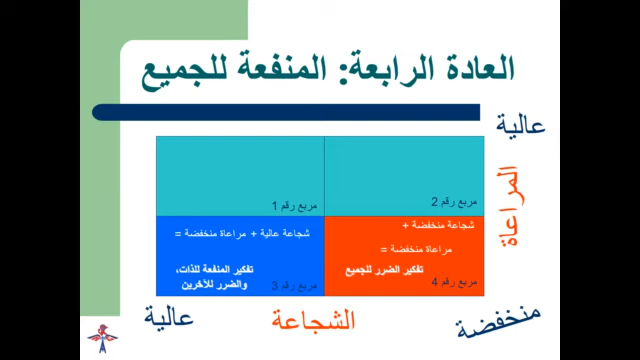 العادة الرابعة: المنفعة للجميع
عالية
المراعاة
مربع رقم 2
مربع رقم 1
شجاعة منخفضة +
مراعاة منخفضة =
تفكير الضرر للجميع
مربع رقم 4
شجاعة عالية + مراعاة منخفضة =
تفكير المنفعة للذات،
والضرر للآخرين
مربع رقم 3
منخفضة
الشجاعة
عالية